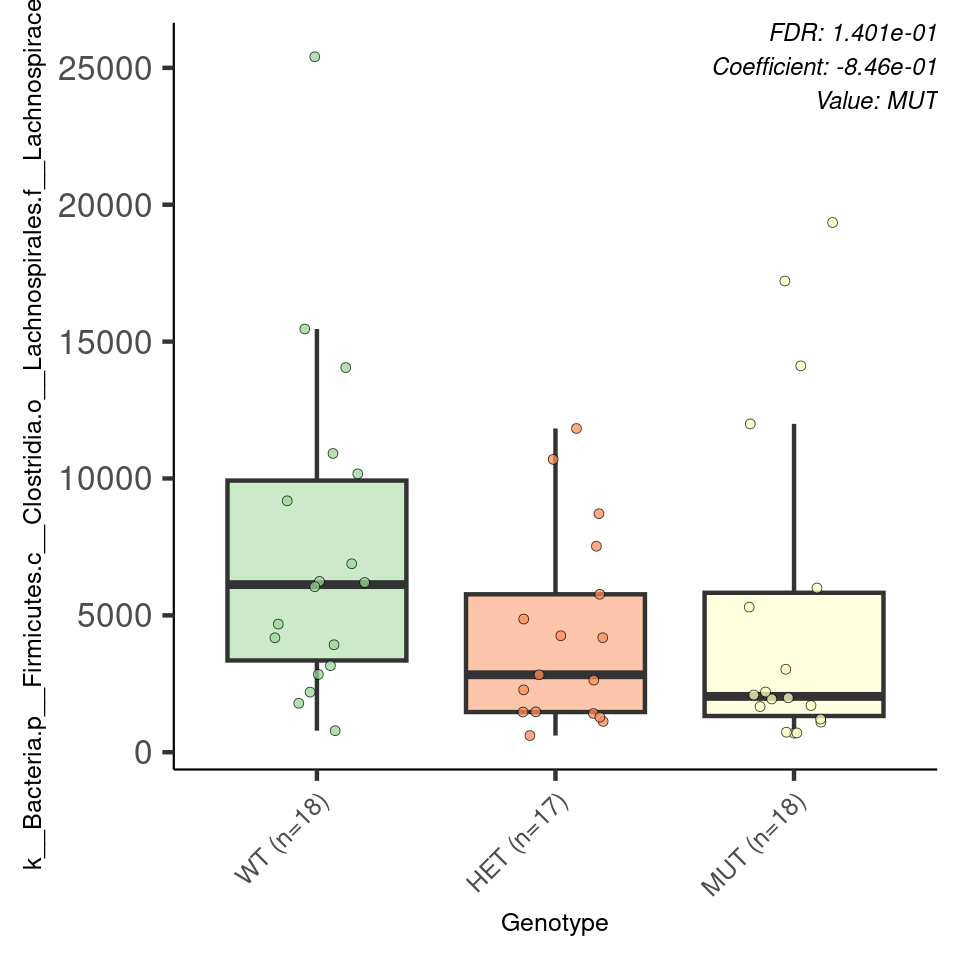 FDR: 1.401e-01
Coefficient: -8.46e-01
Value: MUT
k__Bacteria.p__Firmicutes.c__Clostridia.o__Lachnospirales.f__Lachnospirace
25000
20000
15000
10000
5000
0
WT (n=18)
HET (n=17)
MUT (n=18)
Genotype